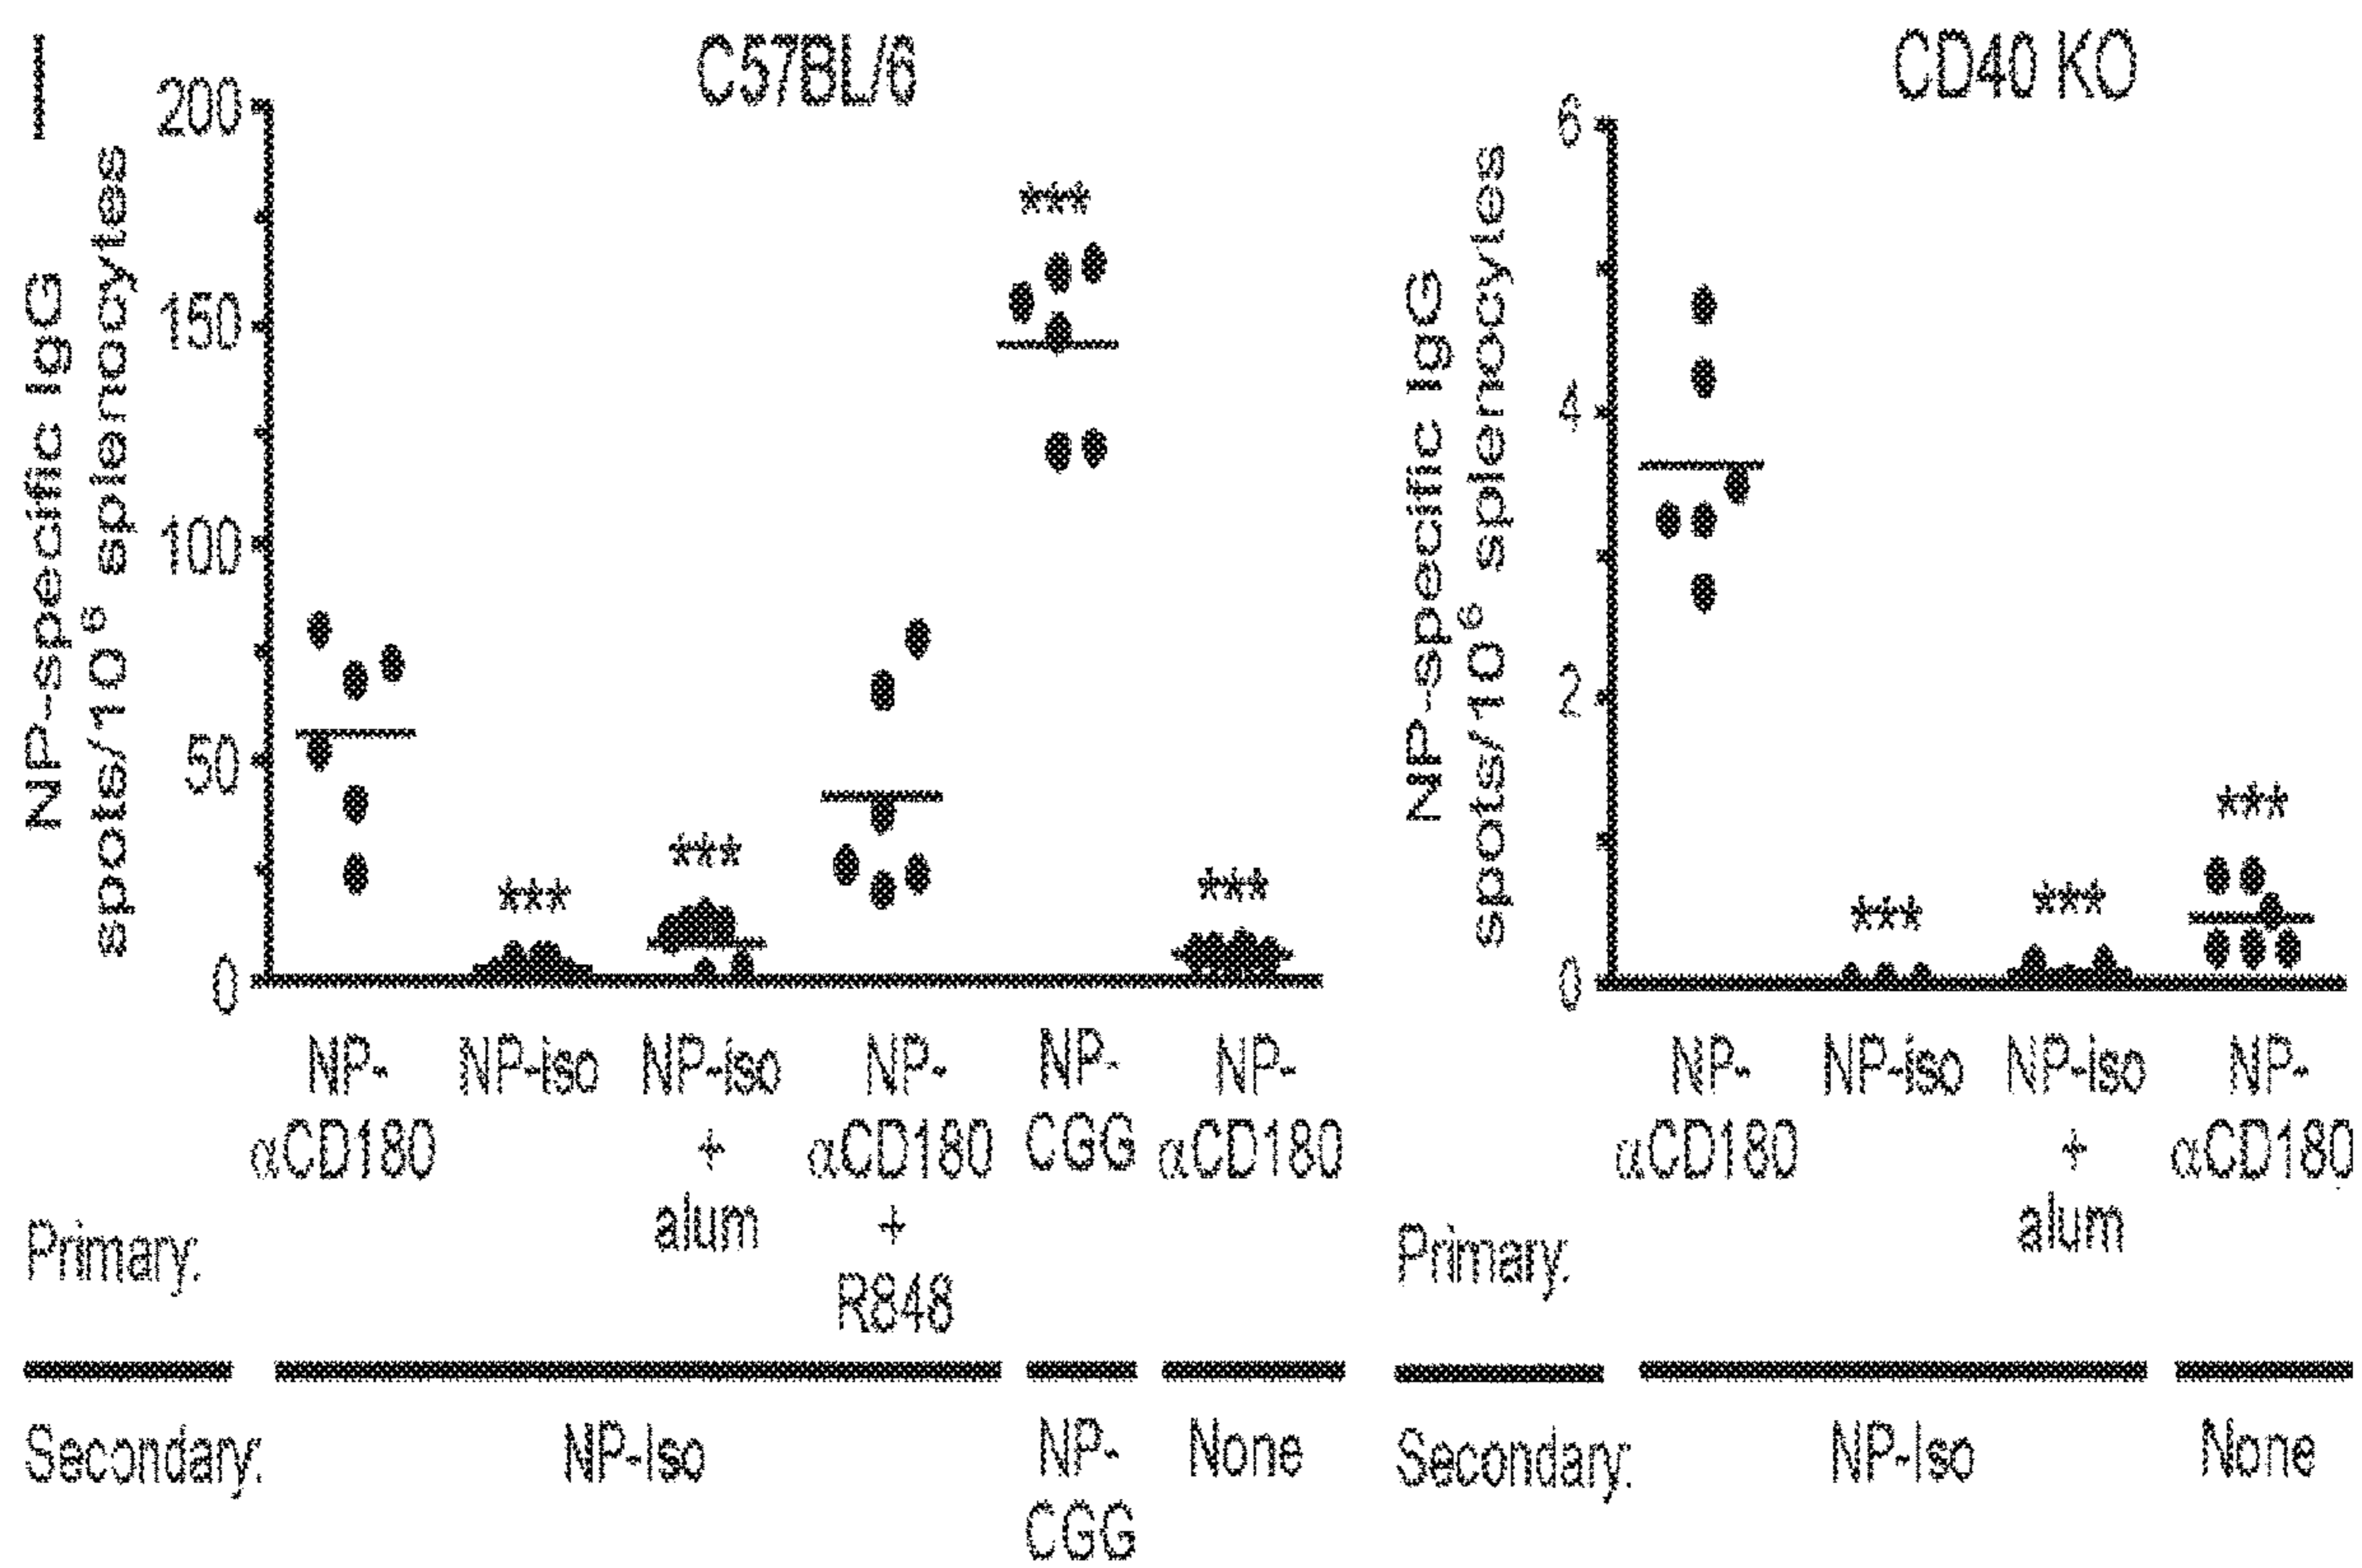 I
C57BL/6
NP-specific IgG
spots/10⁶ splenocytes
200
150
100
50
0
***
***
***
***
NP-αCD180
NP-iso
NP-iso + alum
NP-αCD180 + R848
NP-CGG
NP-αCD180
Primary:
Secondary:
NP-Iso
NP-CGG
None
CD40 KO
NP-specific IgG
spots/10⁶ splenocytes
6
4
2
0
***
***
***
NP-αCD180
NP-iso
NP-iso + alum
NP-αCD180
Primary:
Secondary:
NP-Iso
None